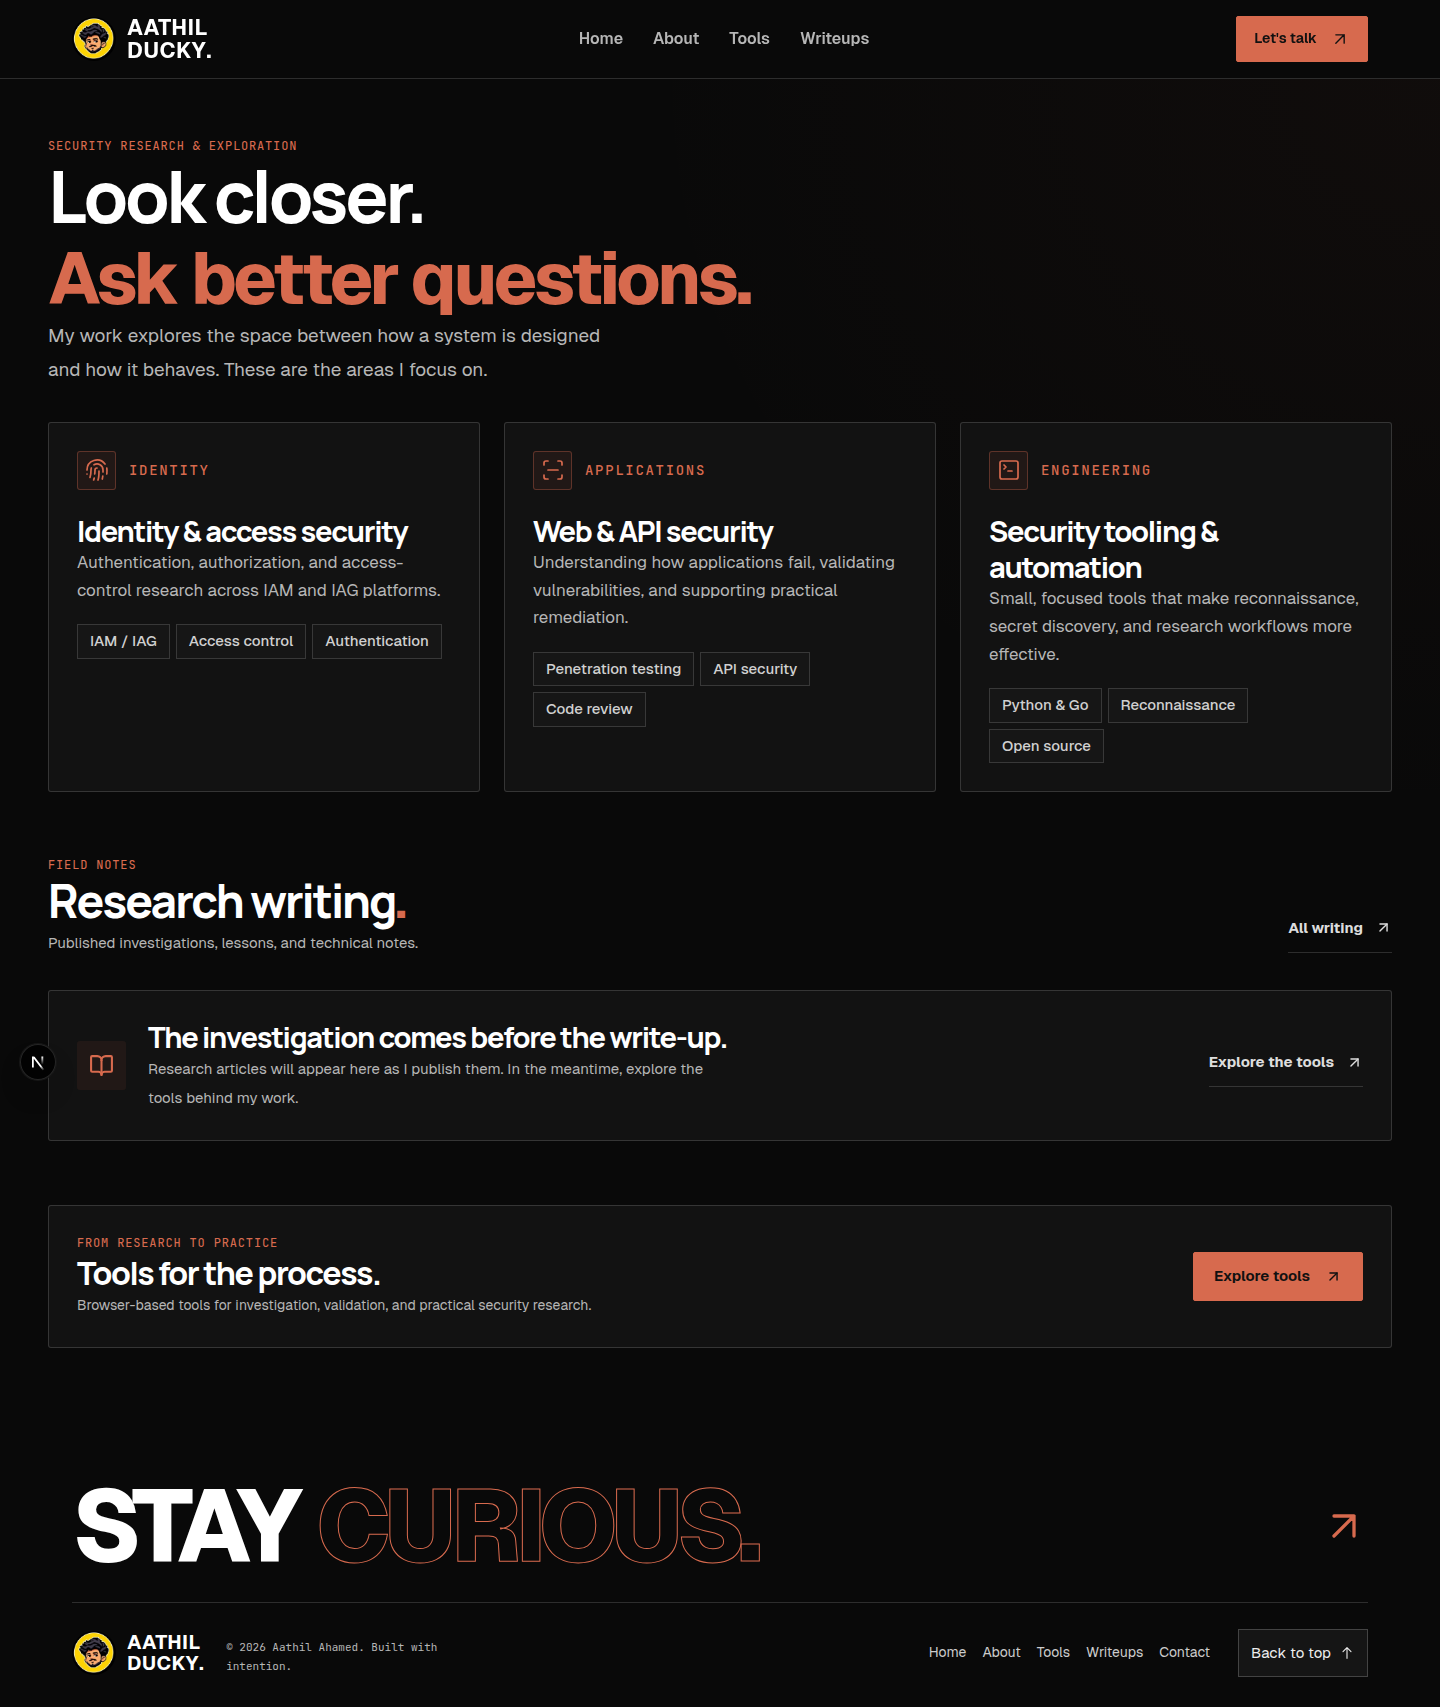 AATHIL
DUCKY.
Home About Tools Writeups
Let's talk
SECURITY RESEARCH & EXPLORATION
Look closer.
Ask better questions.
My work explores the space between how a system is designed
and how it behaves. These are the areas I focus on.
IDENTITY
Identity & access security
Authentication, authorization, and access-
control research across IAM and IAG platforms.
IAM / IAG Access control Authentication
APPLICATIONS
Web & API security
Understanding how applications fail, validating
vulnerabilities, and supporting practical
remediation.
Penetration testing API security
Code review
ENGINEERING
Security tooling &
automation
Small, focused tools that make reconnaissance,
secret discovery, and research workflows more
effective.
Python & Go Reconnaissance
Open source
FIELD NOTES
Research writing.
Published investigations, lessons, and technical notes.
All writing
N
The investigation comes before the write-up.
Research articles will appear here as I publish them. In the meantime, explore the
tools behind my work.
Explore the tools
FROM RESEARCH TO PRACTICE
Tools for the process.
Browser-based tools for investigation, validation, and practical security research.
Explore tools
STAY CURIOUS.
AATHIL
DUCKY.
© 2026 Aathil Ahamed. Built with
intention.
Home About Tools Writeups Contact
Back to top